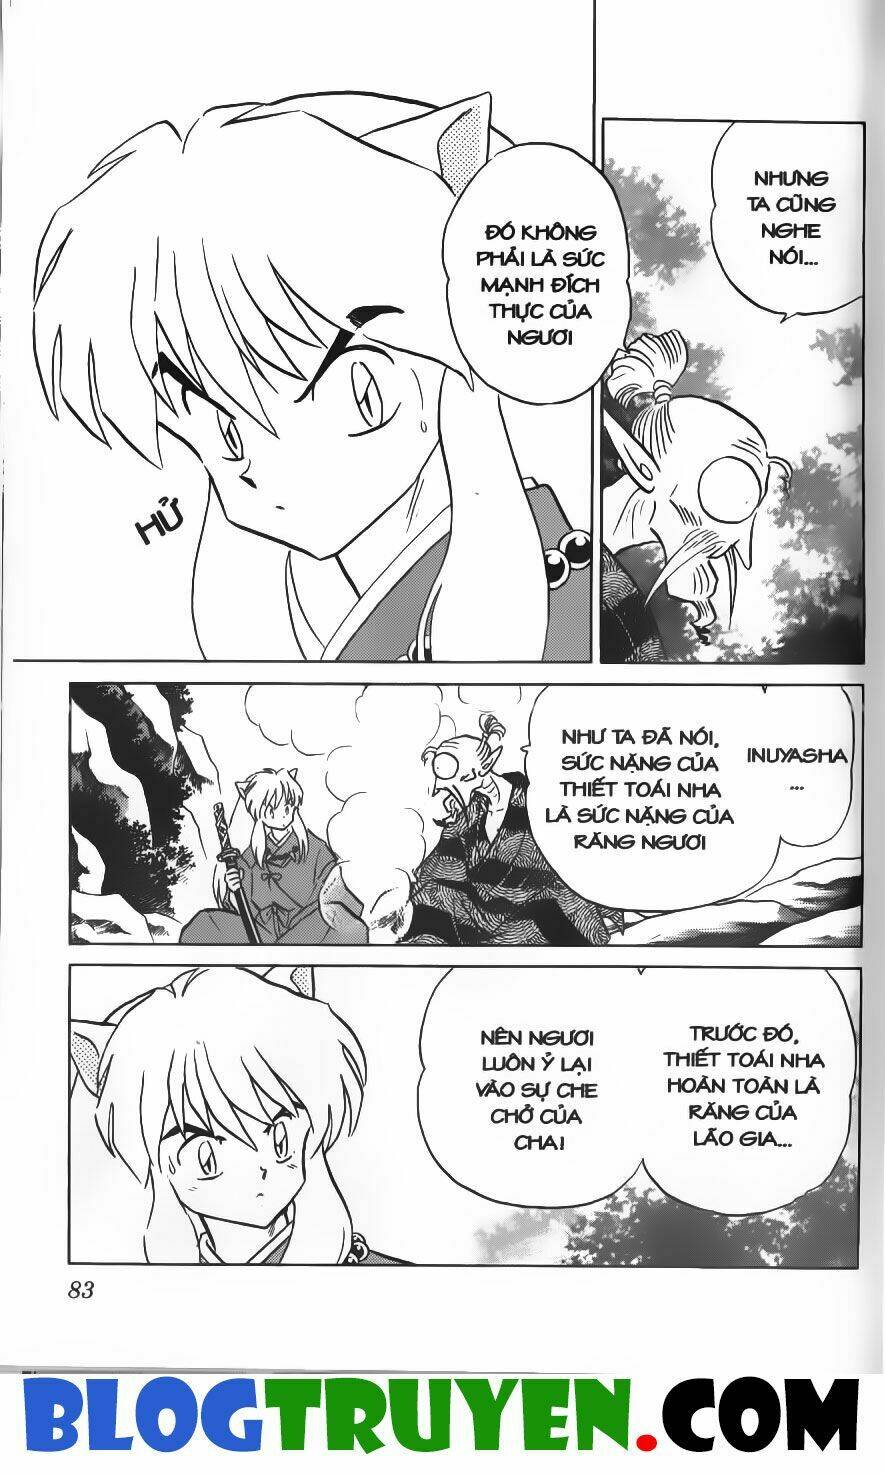 NHƯNG
TA CŨNG
NGHE
NÓI...
ĐÓ KHÔNG
PHẢI LÀ SỨC
MẠNH ĐÍCH
THỰC CỦA
NGƯƠI
HỬ
INUYASHA
...
NHƯ TA ĐÃ NÓI,
SỨC NẶNG CỦA
THIẾT TOÁI NHA
LÀ SỨC NẶNG CỦA
RĂNG NGƯƠI
TRƯỚC ĐÓ,
THIẾT TOÁI NHA
HOÀN TOÀN LÀ
RĂNG CỦA
LÃO GIA...
NÊN NGƯƠI
LUÔN Ỷ LẠI
VÀO SỰ CHE
CHỞ CỦA
CHA!
83
BLOGTRUYEN.COM